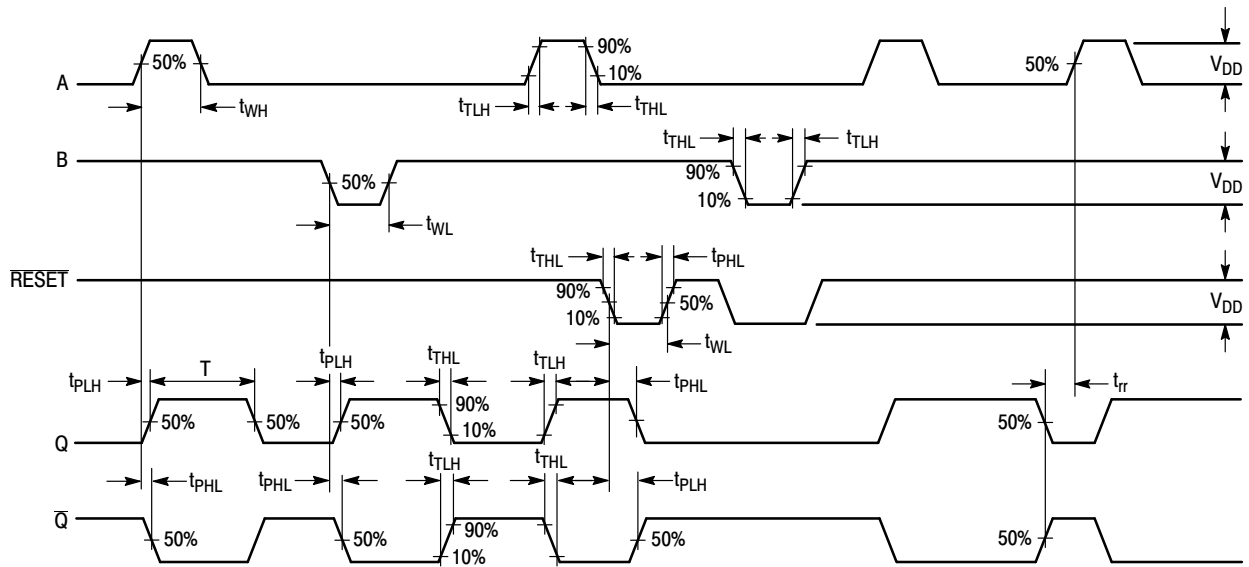 A
50%
t_WH
90%
10%
t_TLH
t_THL
50%
V_DD
B
50%
t_WL
t_THL
t_TLH
90%
10%
V_DD
R̅E̅S̅E̅T̅
t_THL
t_PHL
90%
10%
50%
t_WL
V_DD
t_PLH
T
t_PLH
t_THL
t_TLH
t_PHL
t_rr
Q
50%
50%
50%
90%
10%
50%
t_PHL
t_PHL
t_TLH
t_THL
t_PLH
Q̅
50%
50%
90%
10%
50%
50%